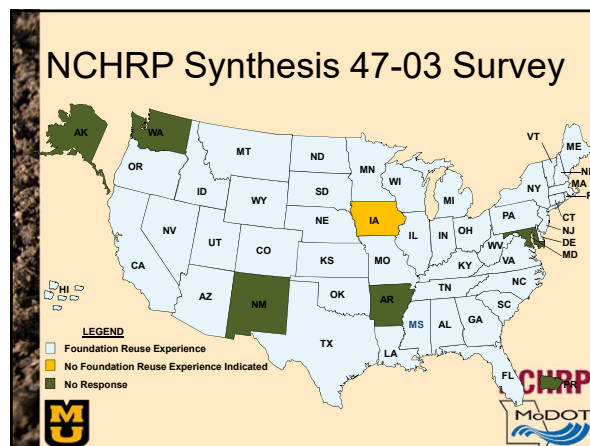 NCHRP Synthesis 47-03 Survey
AK
WA
MT
ND
MN
VT
ME
OR
ID
WY
SD
WI
MI
NY
MA
NV
UT
CO
NE
IA
IL
IN
OH
PA
CT
NJ
DE
MD
CA
KS
MO
KY
WV
VA
AZ
NM
OK
AR
TN
NC
SC
HI
TX
LA
MS
AL
GA
FL
PR
LEGEND
Foundation Reuse Experience
No Foundation Reuse Experience Indicated
No Response
NCHRP
MoDOT